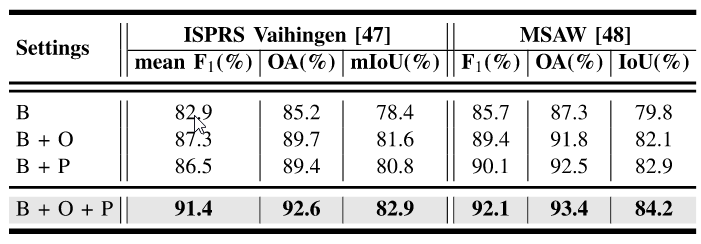 Settings ISPRS Vaihingen [47] MSAW [48]
mean F₁(%) OA(%) mIoU(%) F₁(%) OA(%) IoU(%)
B 82.9 85.2 78.4 85.7 87.3 79.8
B + O 87.3 89.7 81.6 89.4 91.8 82.1
B + P 86.5 89.4 80.8 90.1 92.5 82.9
B + O + P 91.4 92.6 82.9 92.1 93.4 84.2